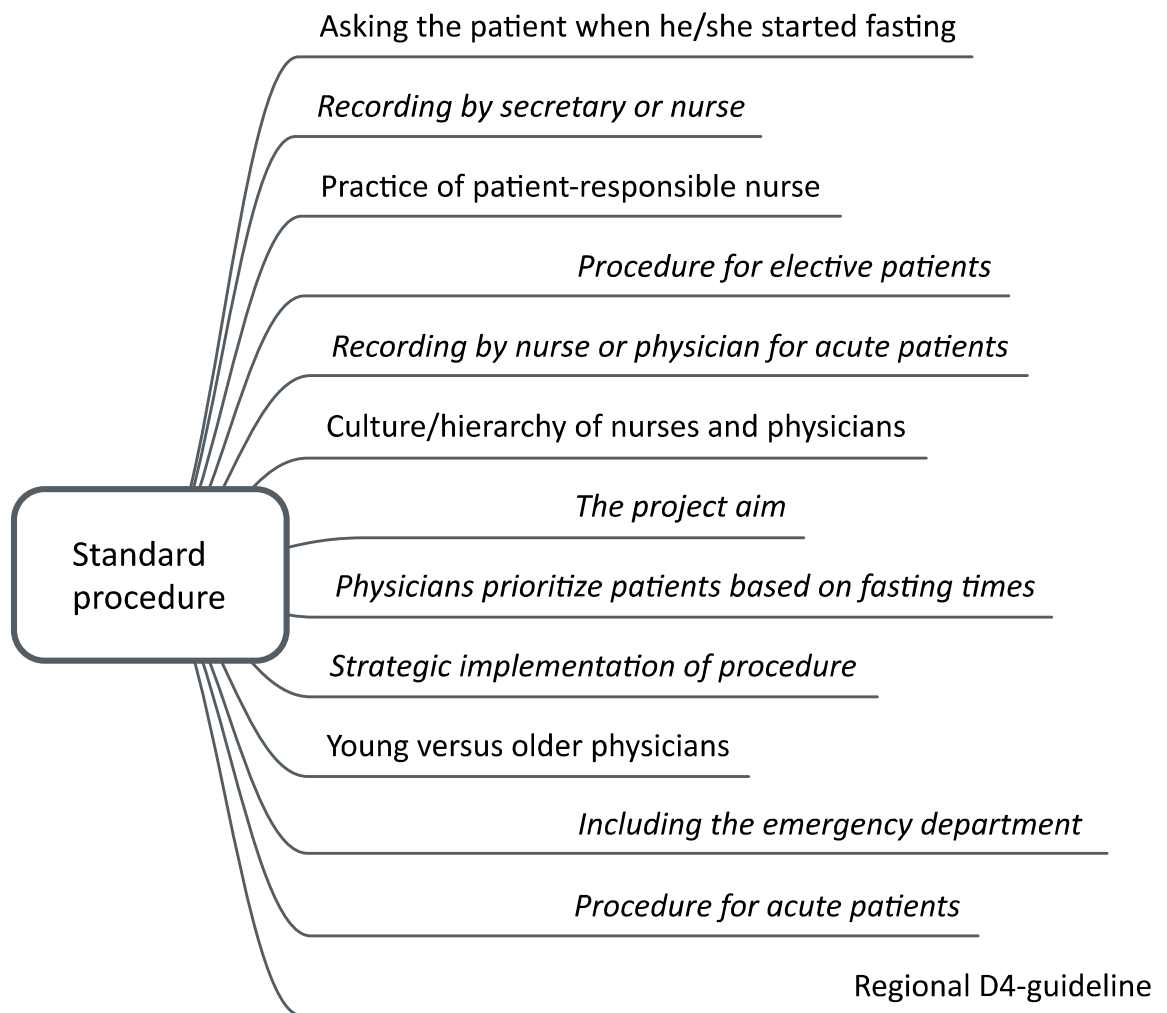 Asking the patient when he/she started fasting
Recording by secretary or nurse
Practice of patient-responsible nurse
Procedure for elective patients
Recording by nurse or physician for acute patients
Culture/hierarchy of nurses and physicians
The project aim
Standard
procedure
Physicians prioritize patients based on fasting times
Strategic implementation of procedure
Young versus older physicians
Including the emergency department
Procedure for acute patients
Regional D4-guideline